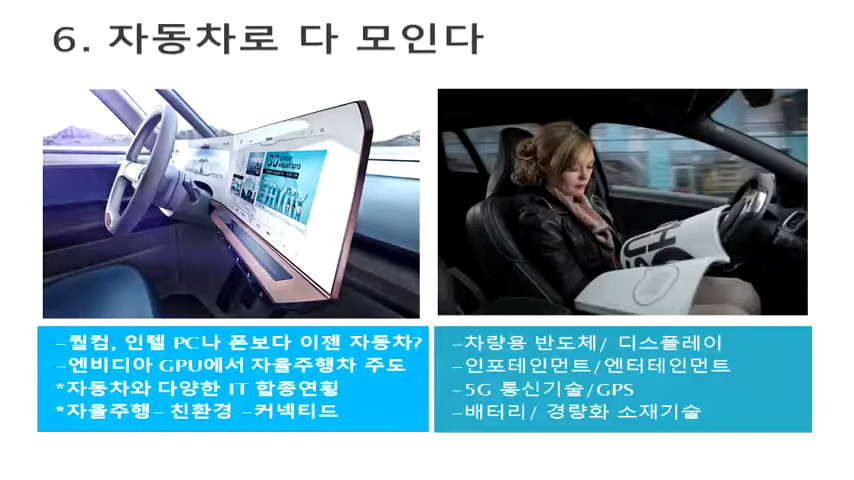 6. 자동차로 다 모인다
30
AUGUST 2015
-퀄컴, 인텔 PC나 폰보다 이젠 자동차?
-엔비디아 GPU에서 자율주행차 주도
*자동차와 다양한 IT 합종연횡
*자율주행- 친환경 -커넥티드
-차량용 반도체/ 디스플레이
-인포테인먼트/엔터테인먼트
-5G 통신기술/GPS
-배터리/ 경량화 소재기술